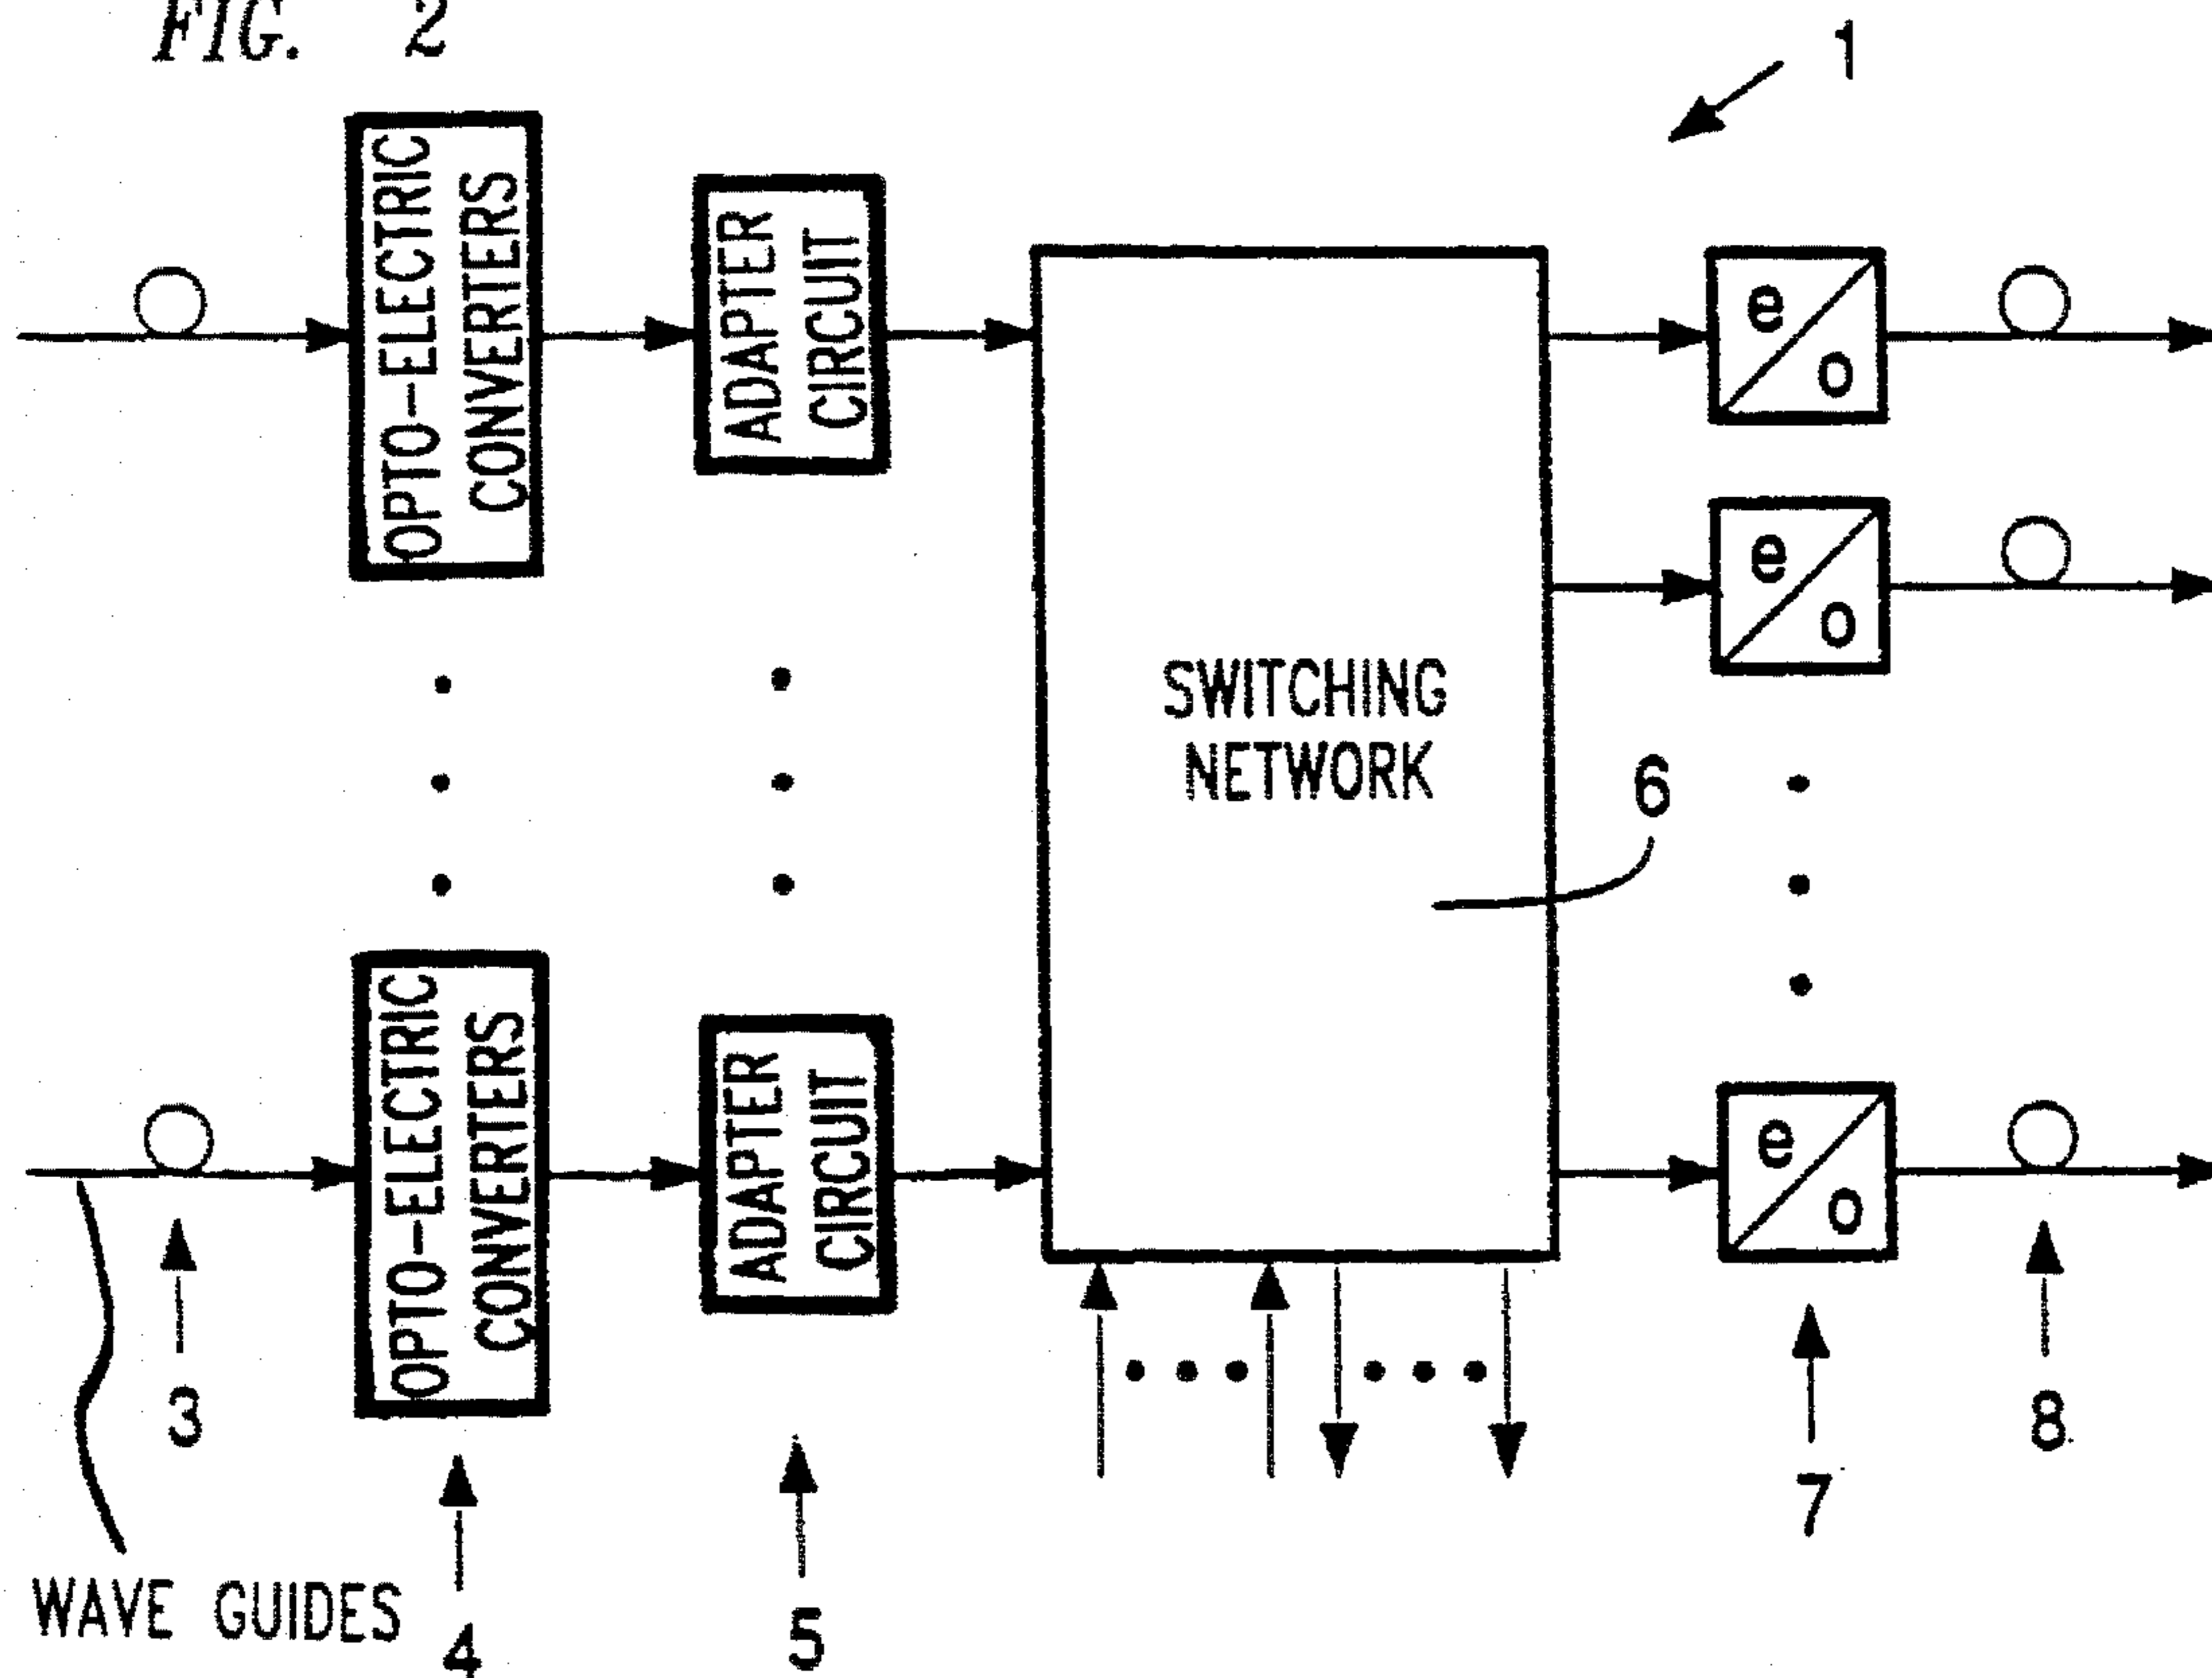 FIG. 2
1
OPTO-ELECTRIC
CONVERTERS
ADAPTER
CIRCUIT
e
o
e
o
SWITCHING
NETWORK
6
OPTO-ELECTRIC
CONVERTERS
ADAPTER
CIRCUIT
e
o
3
8
7
WAVE GUIDES
4
5